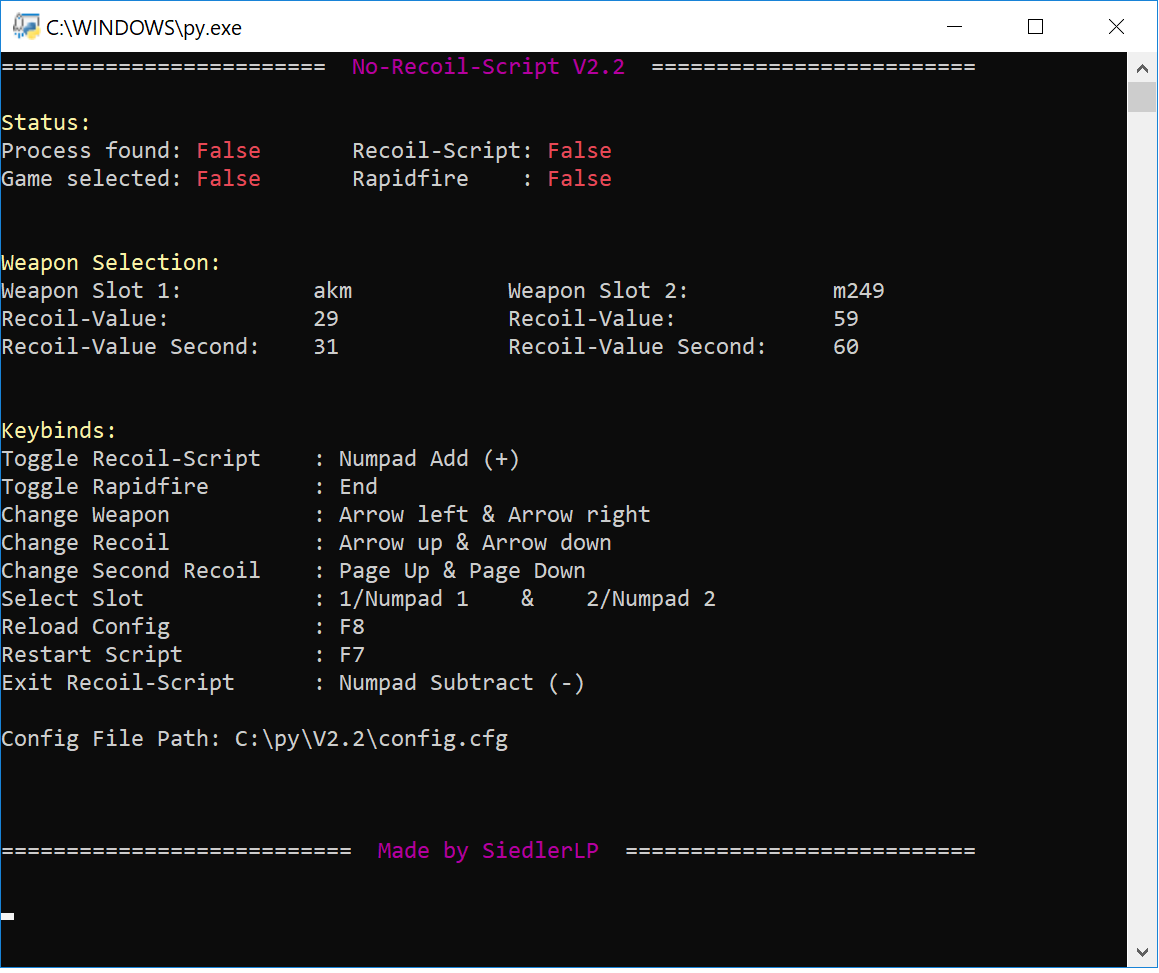 C:\WINDOWS\py.exe
=========================  No-Recoil-Script V2.2  =========================
Status:
Process found: False       Recoil-Script: False
Game selected: False       Rapidfire    : False
Weapon Selection:
Weapon Slot 1:          akm            Weapon Slot 2:           m249
Recoil-Value:           29             Recoil-Value:            59
Recoil-Value Second:    31             Recoil-Value Second:     60
Keybinds:
Toggle Recoil-Script    : Numpad Add (+)
Toggle Rapidfire        : End
Change Weapon           : Arrow left & Arrow right
Change Recoil           : Arrow up & Arrow down
Change Second Recoil    : Page Up & Page Down
Select Slot             : 1/Numpad 1    &    2/Numpad 2
Reload Config           : F8
Restart Script          : F7
Exit Recoil-Script      : Numpad Subtract (-)
Config File Path: C:\py\V2.2\config.cfg
===========================  Made by SiedlerLP  ===========================